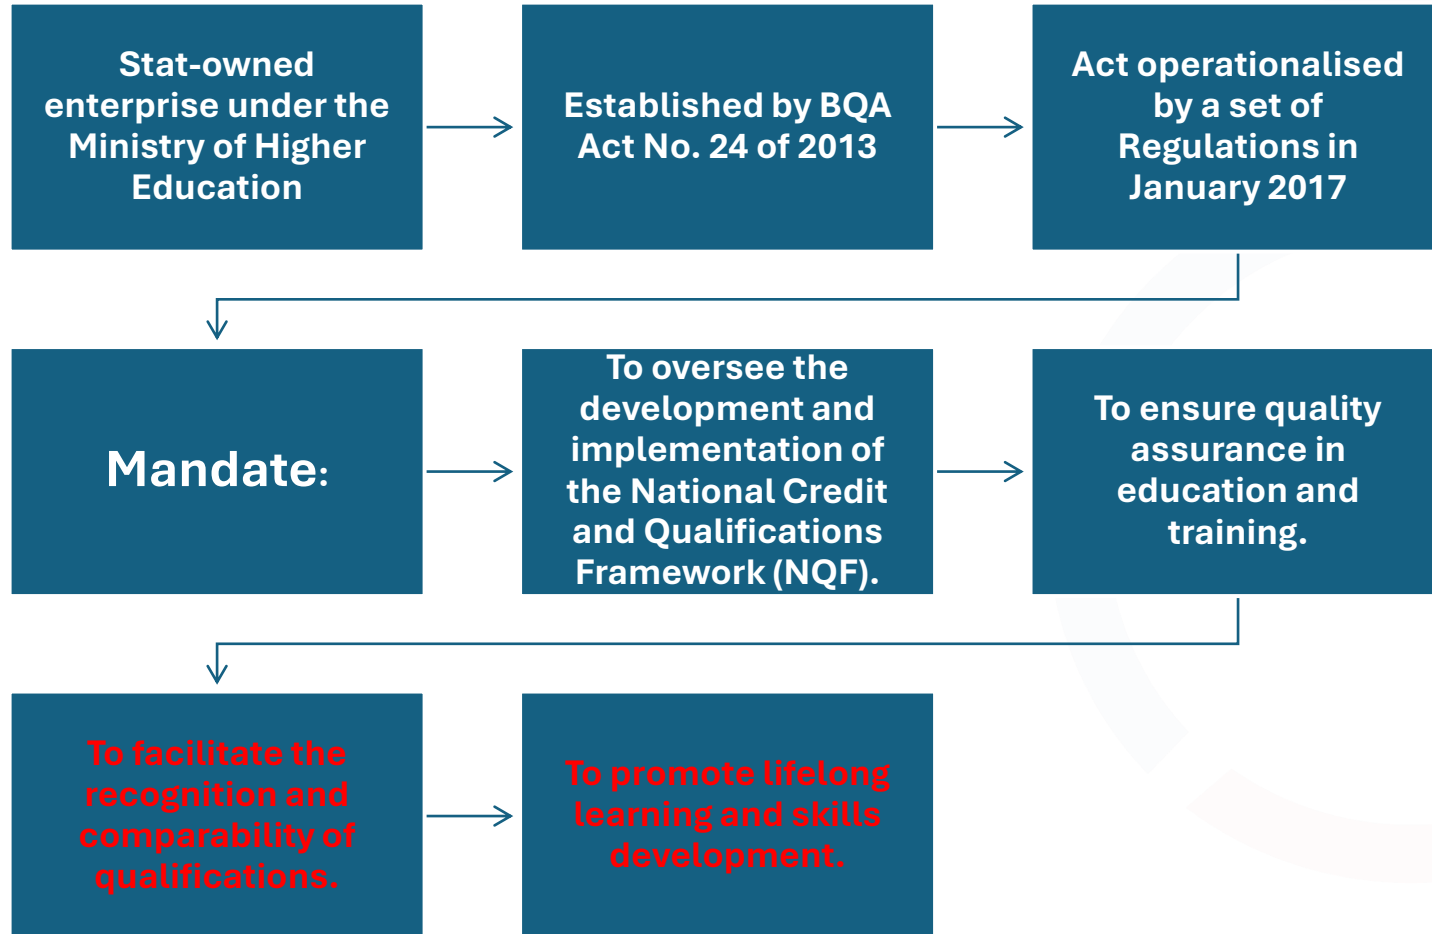 Stat-owned
enterprise under the
Ministry of Higher
Education
Established by BQA
Act No. 24 of 2013
Act operationalised
by a set of
Regulations in
January 2017
Mandate:
To oversee the
development and
implementation of
the National Credit
and Qualifications
Framework (NQF).
To ensure quality
assurance in
education and
training.
To facilitate the
recognition and
comparability of
qualifications.
To promote lifelong
learning and skills
development.